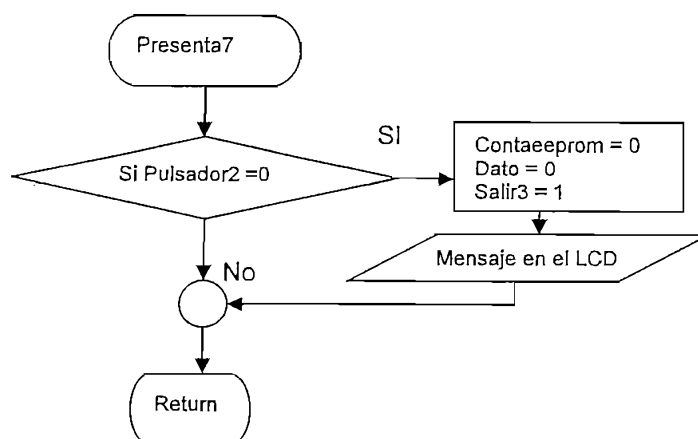 Presenta7
SI
Si Pulsador2 =0
Contaeeprom = 0
Dato = 0
Salir3 = 1
Mensaje en el LCD
No
Return